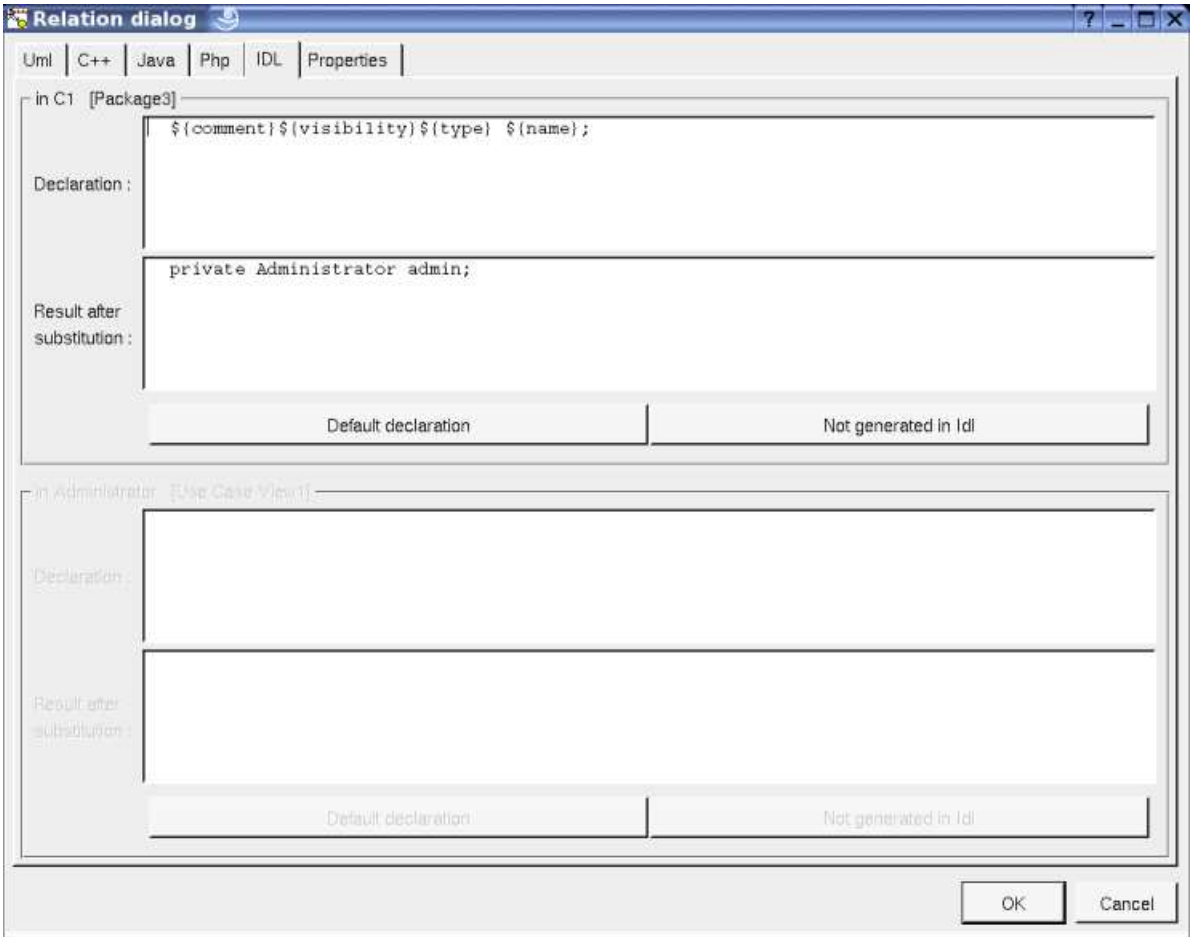 Relation dialog
Uml C++ Java Php IDL Properties
in C1 [Package3]
${comment}${visibility}${type} ${name};
Declaration :
private Administrator admin;
Result after
substitution :
Default declaration Not generated in Idl
in Administrator [Use Case View1]
Declaration :
Result after
substitution :
Default declaration Not generated in Idl
OK Cancel